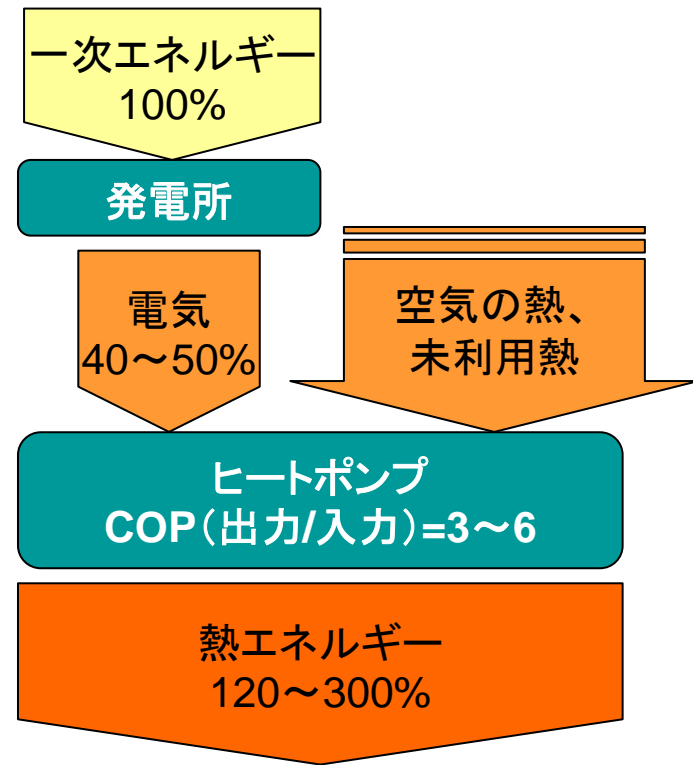 一次エネルギー
100%
発電所
電気
40～50%
空気の熱、
未利用熱
ヒートポンプ
COP（出力/入力）=3～6
熱エネルギー
120～300%